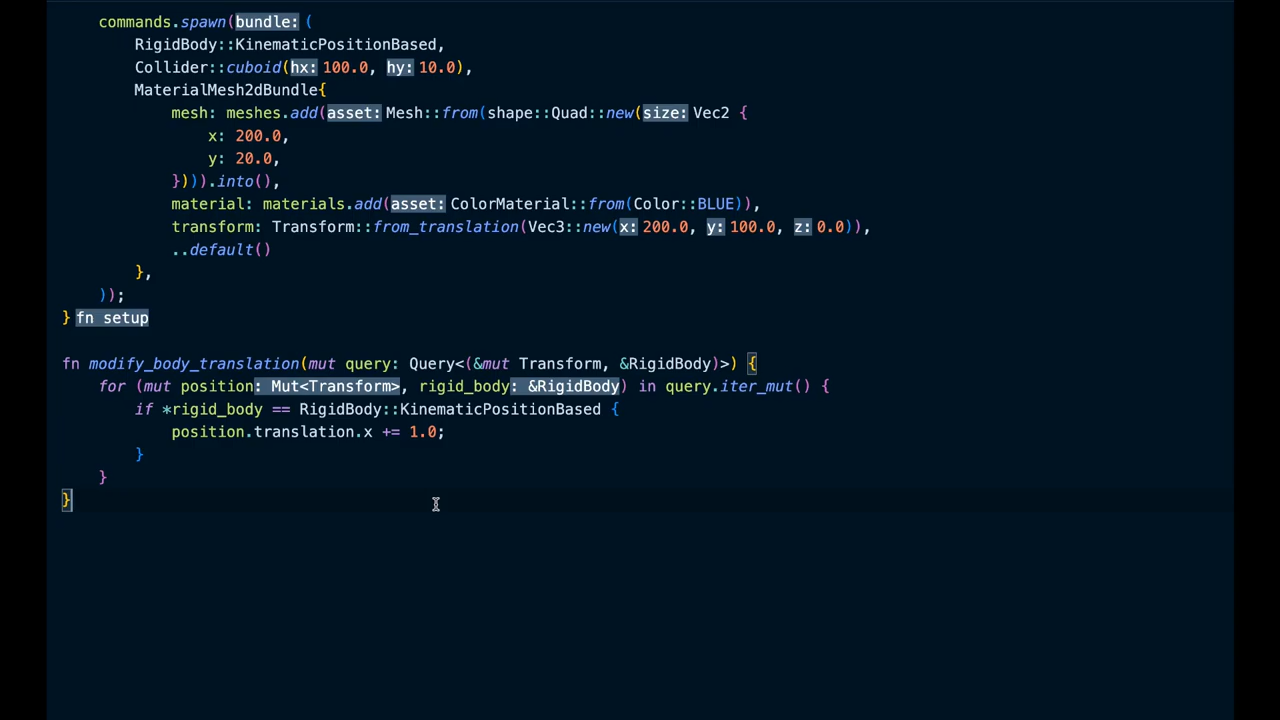 commands.spawn(bundle: (
RigidBody::KinematicPositionBased,
Collider::cuboid(hx: 100.0, hy: 10.0),
MaterialMesh2dBundle{
mesh: meshes.add(asset: Mesh::from(shape::Quad::new(size: Vec2 {
x: 200.0,
y: 20.0,
}))).into(),
material: materials.add(asset: ColorMaterial::from(Color::BLUE)),
transform: Transform::from_translation(Vec3::new(x: 200.0, y: 100.0, z: 0.0)),
..default()
},
));
} fn setup
fn modify_body_translation(mut query: Query<(&mut Transform, &RigidBody)>) {
for (mut position: Mut<Transform>, rigid_body: &RigidBody) in query.iter_mut() {
if *rigid_body == RigidBody::KinematicPositionBased {
position.translation.x += 1.0;
}
}
}